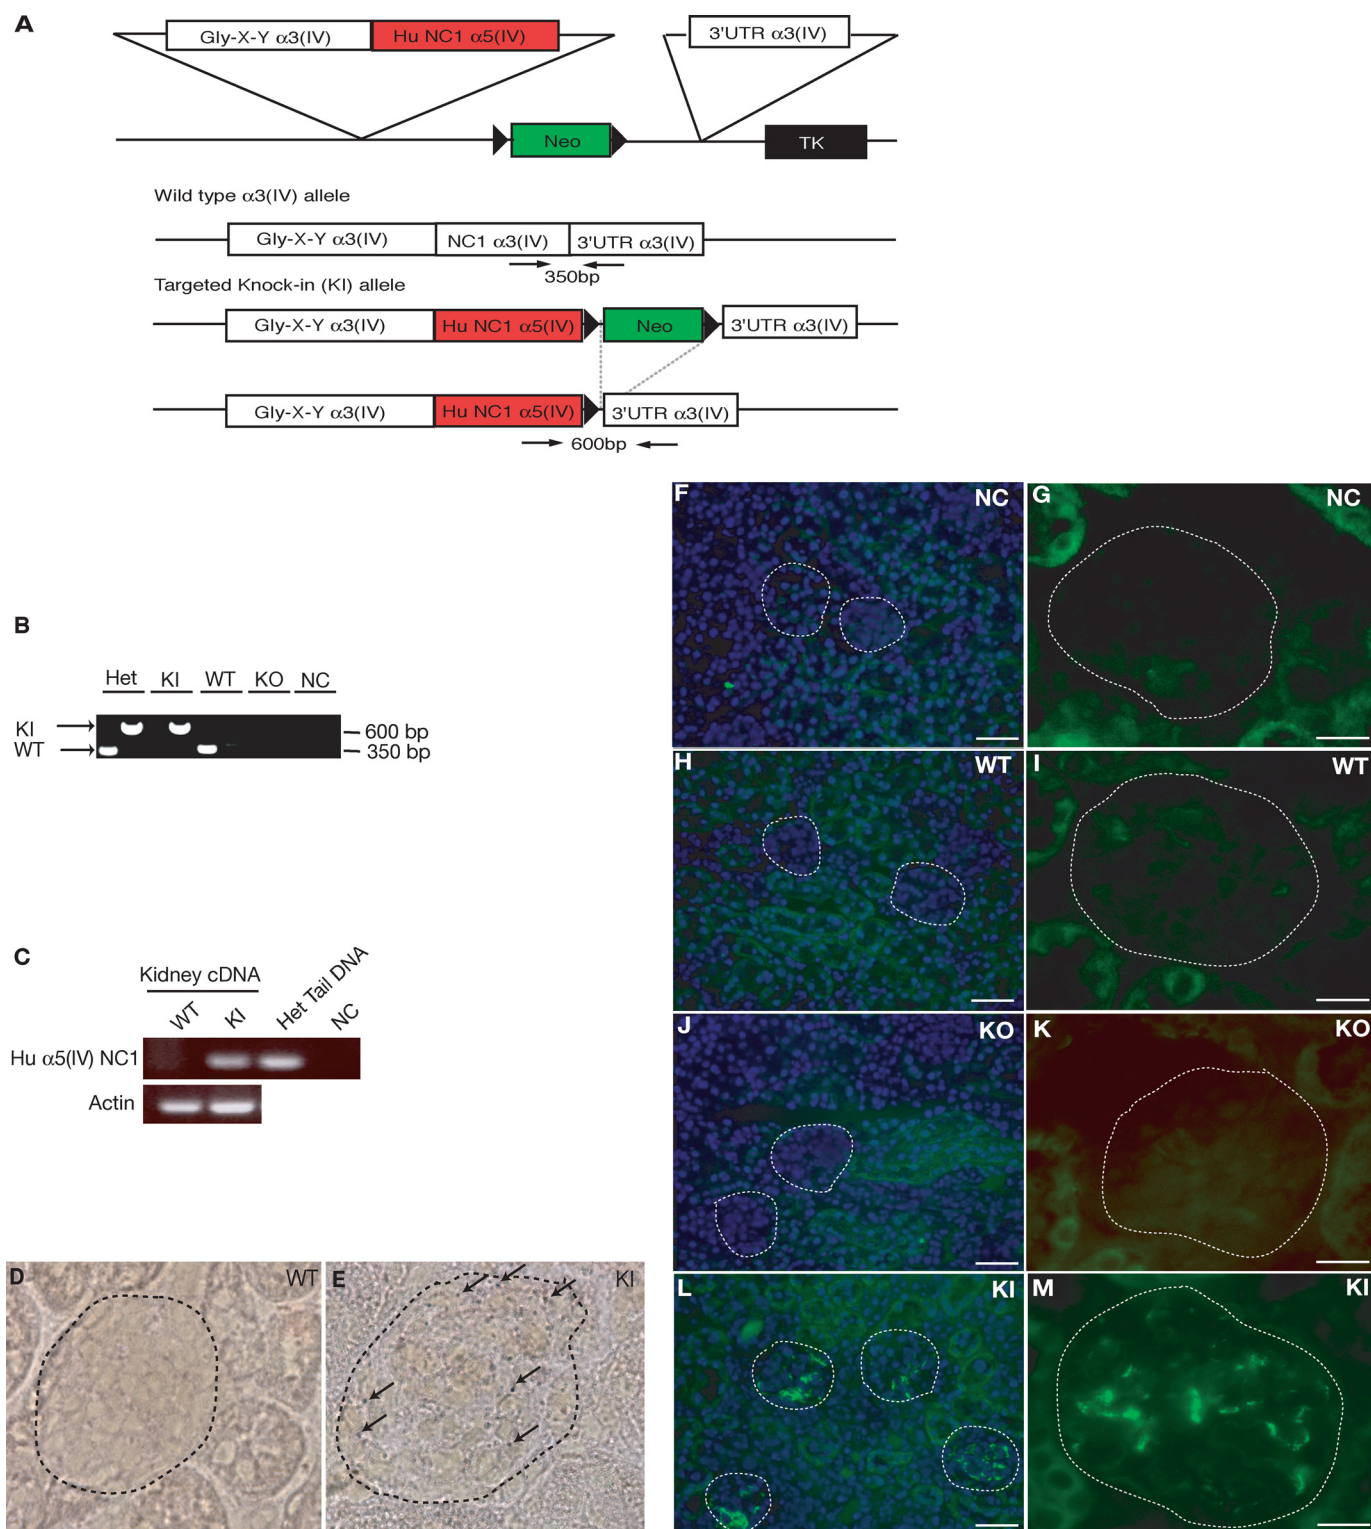 A
Gly-X-Y α3(IV) Hu NC1 α5(IV) 3'UTR α3(IV)
Neo TK
Wild type α3(IV) allele
Gly-X-Y α3(IV) NC1 α3(IV) 3'UTR α3(IV)
350bp
Targeted Knock-in (KI) allele
Gly-X-Y α3(IV) Hu NC1 α5(IV) Neo 3'UTR α3(IV)
Gly-X-Y α3(IV) Hu NC1 α5(IV) 3'UTR α3(IV)
600bp
B
Het KI WT KO NC
KI 600 bp
WT 350 bp
C
Kidney cDNA
WT KI Het Tail DNA NC
Hu α5(IV) NC1
Actin
D WT
E KI
F NC
G NC
H WT
I WT
J KO
K KO
L KI
M KI